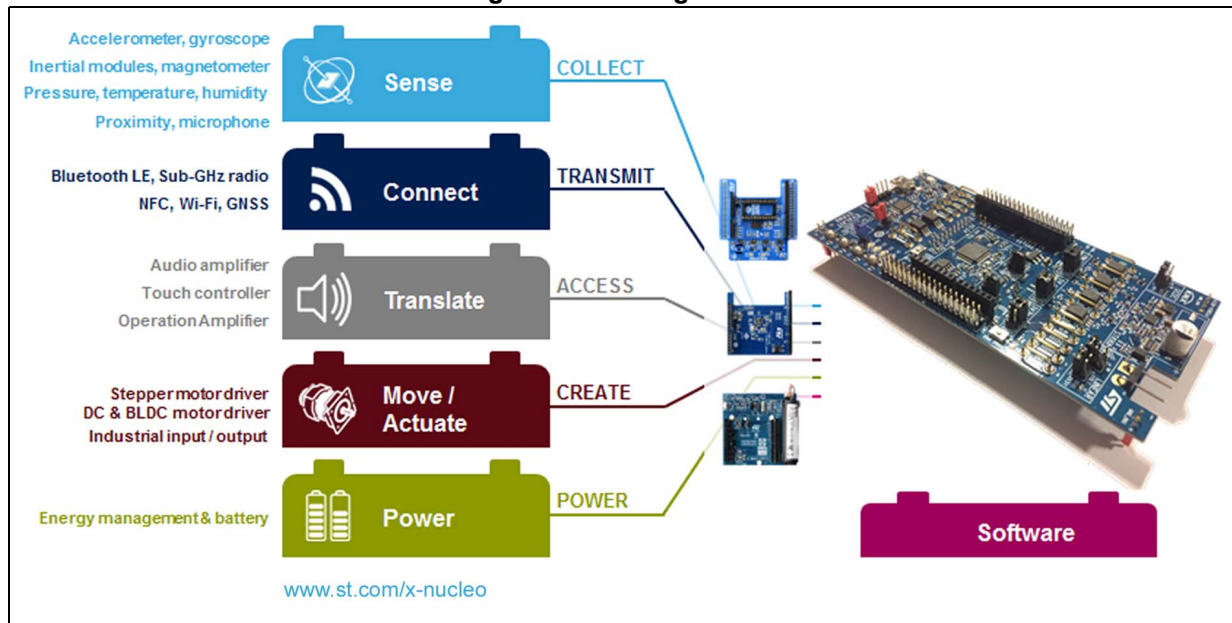 Accelerometer, gyroscope
Inertial modules, magnetometer
Pressure, temperature, humidity
Proximity, microphone
Sense
COLLECT
Bluetooth LE, Sub-GHz radio
NFC, Wi-Fi, GNSS
Connect
TRANSMIT
Audio amplifier
Touch controller
Operation Amplifier
Translate
ACCESS
Stepper motor driver
DC & BLDC motor driver
Industrial input / output
Move /
Actuate
CREATE
Energy management & battery
Power
POWER
Software
www.st.com/x-nucleo